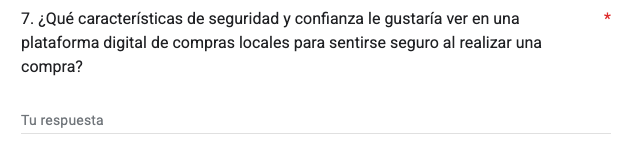 7. ¿Qué características de seguridad y confianza le gustaría ver en una *
plataforma digital de compras locales para sentirse seguro al realizar una
compra?
Tu respuesta